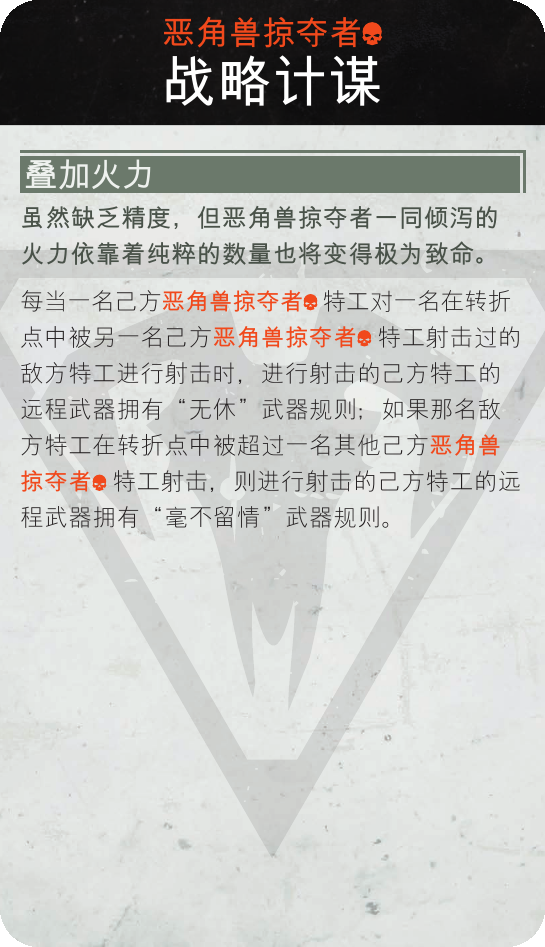 恶角兽掠夺者
战略计谋
叠加火力
虽然缺乏精度，但恶角兽掠夺者一同倾泻的
火力依靠着纯粹的数量也将变得极为致命。
每当一名己方恶角兽掠夺者特工对一名在转折
点中被另一名己方恶角兽掠夺者特工射击过的
敌方特工进行射击时，进行射击的己方特工的
远程武器拥有“无休”武器规则；如果那名敌
方特工在转折点中被超过一名其他己方恶角兽
掠夺者特工射击，则进行射击的己方特工的远
程武器拥有“毫不留情”武器规则。